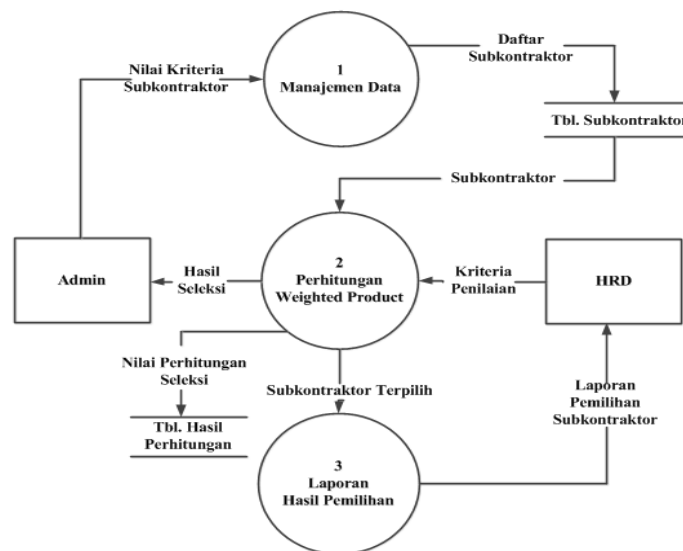 Nilai Kriteria
Subkontraktor
1
Manajemen Data
Daftar
Subkontraktor
Tbl. Subkontraktor
Subkontraktor
Admin
Hasil
Seleksi
2
Perhitungan
Weighted Product
Kriteria
Penilaian
HRD
Nilai Perhitungan
Seleksi
Subkontraktor Terpilih
Laporan
Pemilihan
Subkontraktor
Tbl. Hasil
Perhitungan
3
Laporan
Hasil Pemilihan